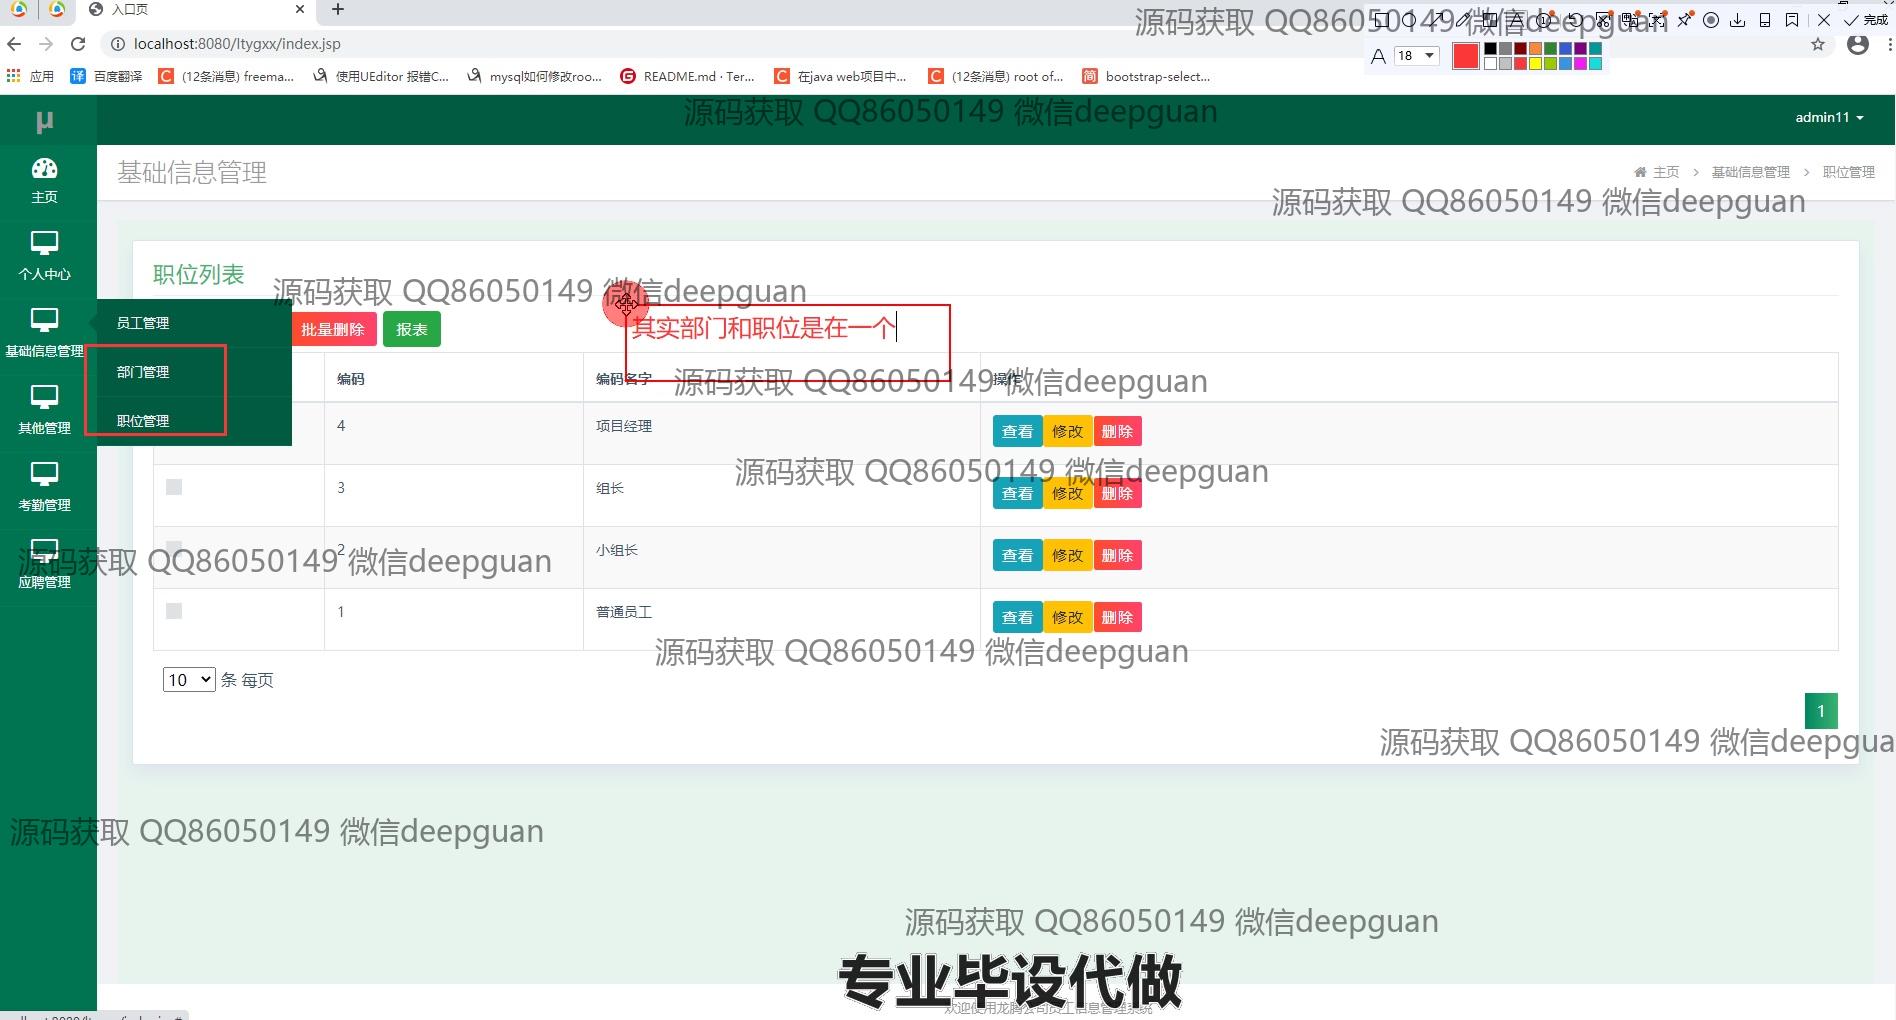 入口页
完成
localhost:8080/ltygxx/index.jsp
18
应用
百度翻译
(12条消息) freema...
使用UEditor 报错C...
mysql如何修改roo...
README.md · Ter...
在java web项目中...
(12条消息) root of...
bootstrap-select...
源码获取 QQ86050149 微信deepguan
源码获取 QQ86050149 微信deepguan
µ
admin11
基础信息管理
主页 > 基础信息管理 > 职位管理
源码获取 QQ86050149 微信deepguan
主页
个人中心
基础信息管理
其他管理
考勤管理
应聘管理
员工管理
部门管理
职位管理
职位列表
源码获取 QQ86050149 微信deepguan
批量删除 报表
其实部门和职位是在一个
编码 编码名字 操作
源码获取 QQ86050149 微信deepguan
4 项目经理 查看 修改 删除
源码获取 QQ86050149 微信deepguan
3 组长 查看 修改 删除
2 小组长 查看 修改 删除
源码获取 QQ86050149 微信deepguan
1 普通员工 查看 修改 删除
源码获取 QQ86050149 微信deepguan
10 条 每页
1
源码获取 QQ86050149 微信deepgua
源码获取 QQ86050149 微信deepguan
源码获取 QQ86050149 微信deepguan
专业毕设代做
欢迎使用龙腾公司员工信息管理系统